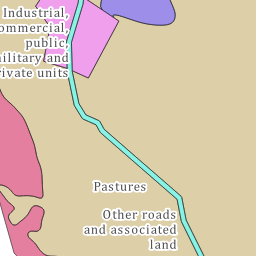 Industrial,
ommercial,
public,
ilitary and
rivate units
Pastures
Other roads
and associated
land